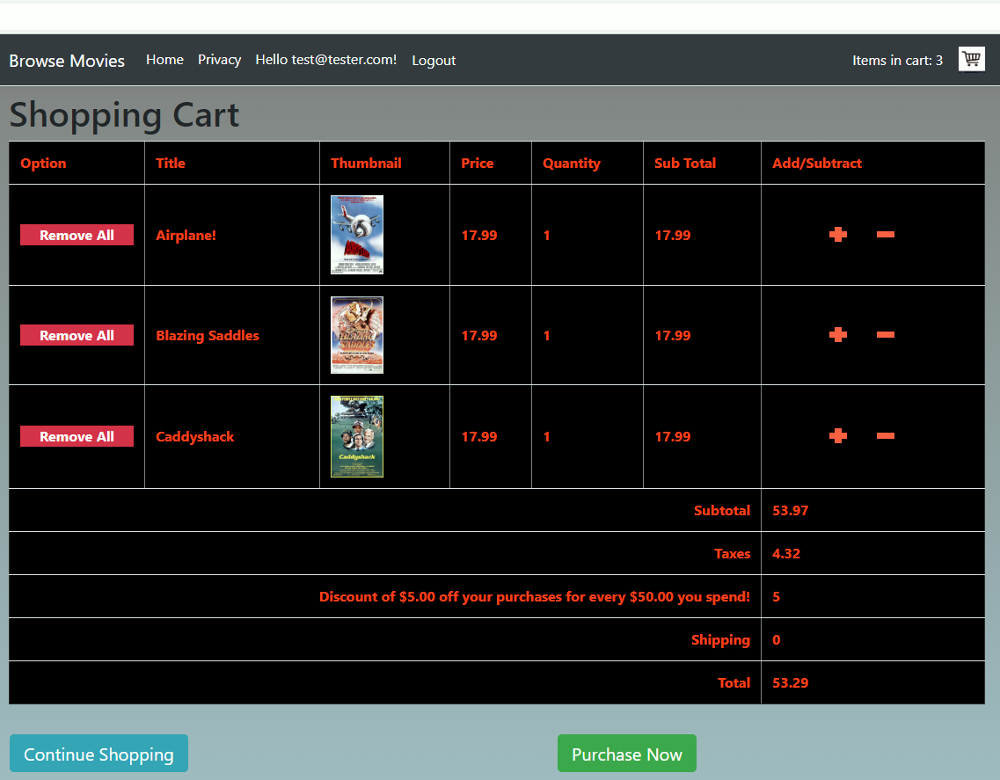 Browse Movies Home Privacy Hello test@tester.com! Logout Items in cart: 3
Shopping Cart
Option Title Thumbnail Price Quantity Sub Total Add/Subtract
Remove All Airplane! 17.99 1 17.99
Remove All Blazing Saddles 17.99 1 17.99
BLAZING
SADDLES
Remove All Caddyshack 17.99 1 17.99
Caddyshack
Subtotal 53.97
Taxes 4.32
Discount of $5.00 off your purchases for every $50.00 you spend! 5
Shipping 0
Total 53.29
Continue Shopping Purchase Now